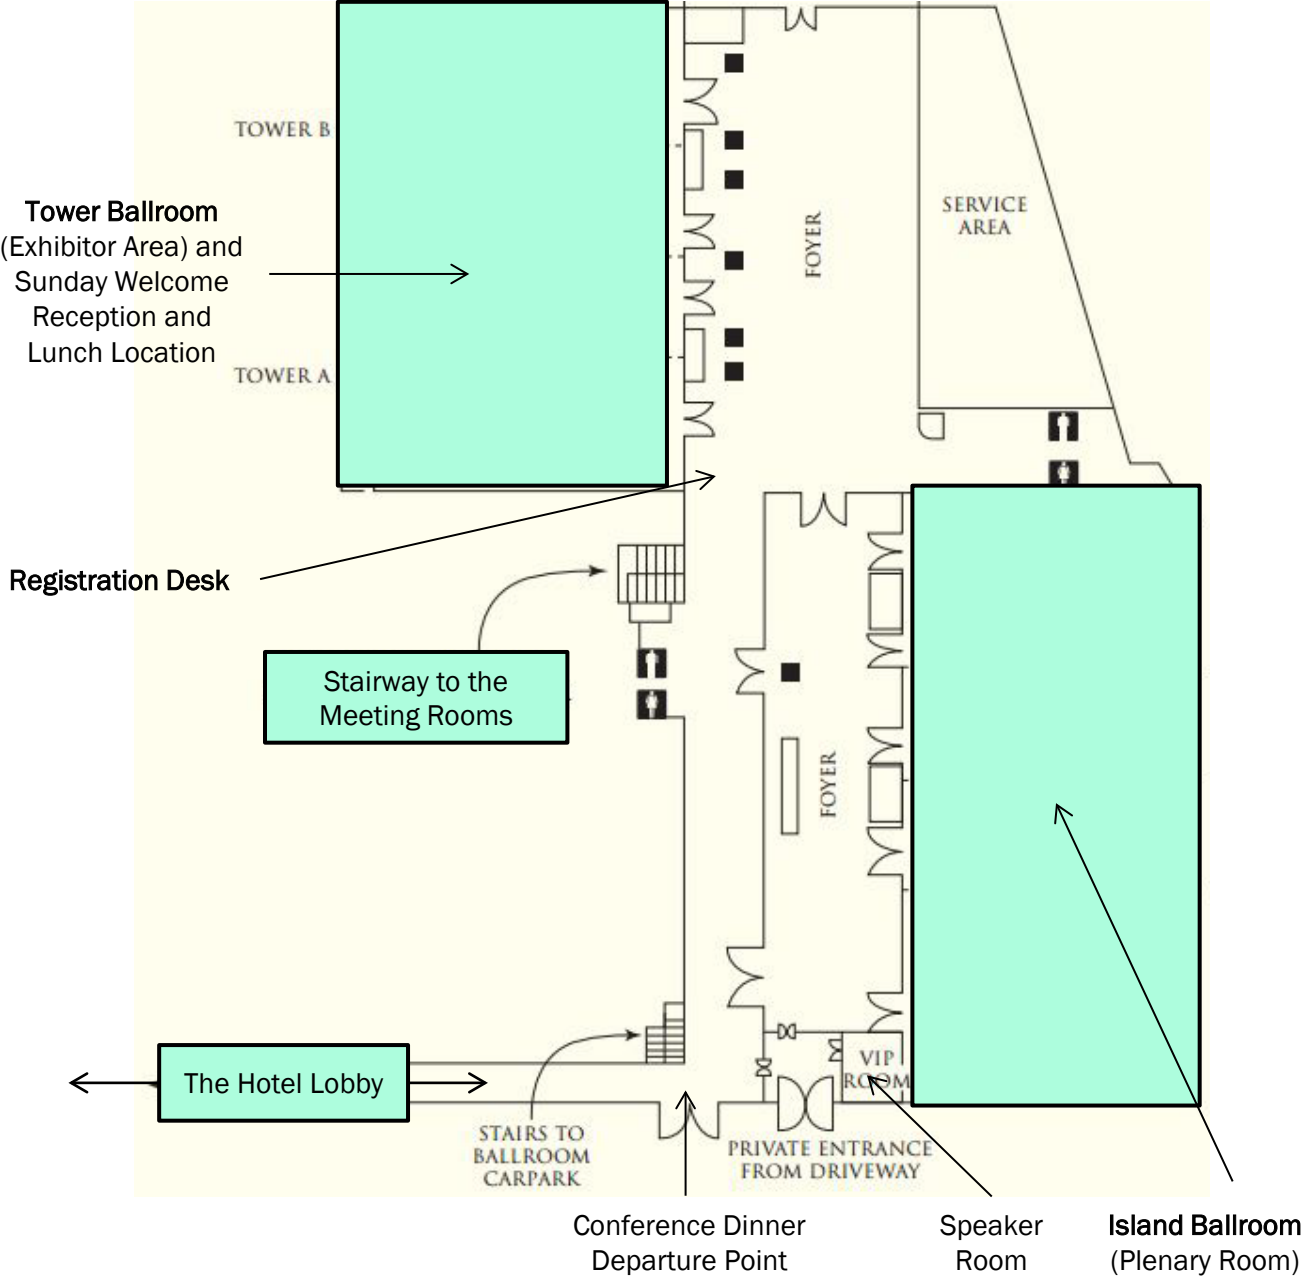 TOWER B
Tower Ballroom
(Exhibitor Area) and
Sunday Welcome
Reception and
Lunch Location
TOWER A
FOYER
SERVICE
AREA
Registration Desk
Stairway to the
Meeting Rooms
FOYER
The Hotel Lobby
VIP
ROOM
STAIRS TO
BALLROOM
CARPARK
PRIVATE ENTRANCE
FROM DRIVEWAY
Conference Dinner
Departure Point
Speaker
Room
Island Ballroom
(Plenary Room)